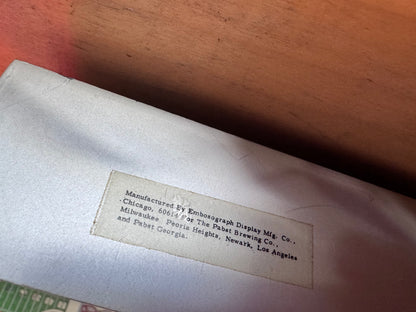 Manufactured By Embosograph Display Mfg. Co.,
Chicago, 60614 For The Pabst Brewing Co.,
Milwaukee, Peoria Heights, Newark, Los Angeles
and Pabst Georgia.